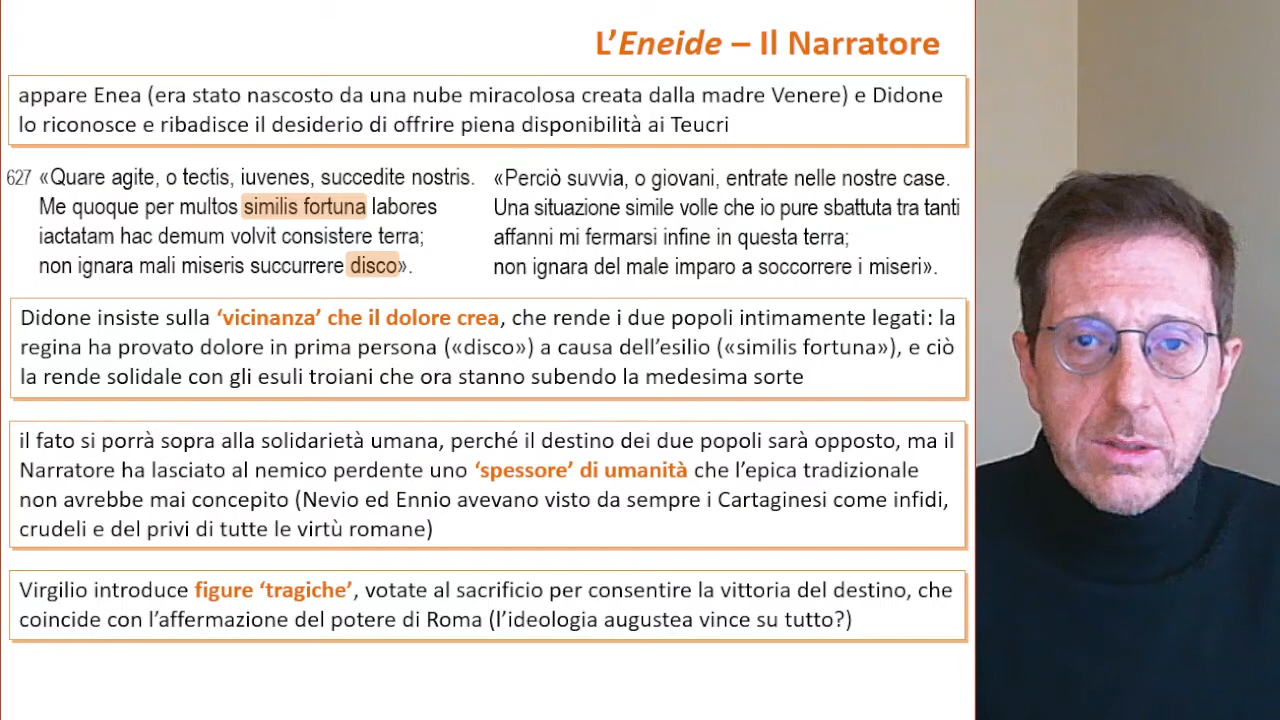 L'Eneide – Il Narratore
appare Enea (era stato nascosto da una nube miracolosa creata dalla madre Venere) e Didone
lo riconosce e ribadisce il desiderio di offrire piena disponibilità ai Teucri
627 «Quare agite, o tectis, iuvenes, succedite nostris.
Me quoque per multos similis fortuna labores
iactatam hac demum volvit consistere terra;
non ignara mali miseris succurrere disco».
«Perciò suvvia, o giovani, entrate nelle nostre case.
Una situazione simile volle che io pure sbattuta tra tanti
affanni mi fermarsi infine in questa terra;
non ignara del male imparo a soccorrere i miseri».
Didone insiste sulla 'vicinanza' che il dolore crea, che rende i due popoli intimamente legati: la
regina ha provato dolore in prima persona («disco») a causa dell'esilio («similis fortuna»), e ciò
la rende solidale con gli esuli troiani che ora stanno subendo la medesima sorte
il fato si porrà sopra alla solidarietà umana, perché il destino dei due popoli sarà opposto, ma il
Narratore ha lasciato al nemico perdente uno 'spessore' di umanità che l'epica tradizionale
non avrebbe mai concepito (Nevio ed Ennio avevano visto da sempre i Cartaginesi come infidi,
crudeli e del privi di tutte le virtù romane)
Virgilio introduce figure 'tragiche', votate al sacrificio per consentire la vittoria del destino, che
coincide con l'affermazione del potere di Roma (l'ideologia augustea vince su tutto?)